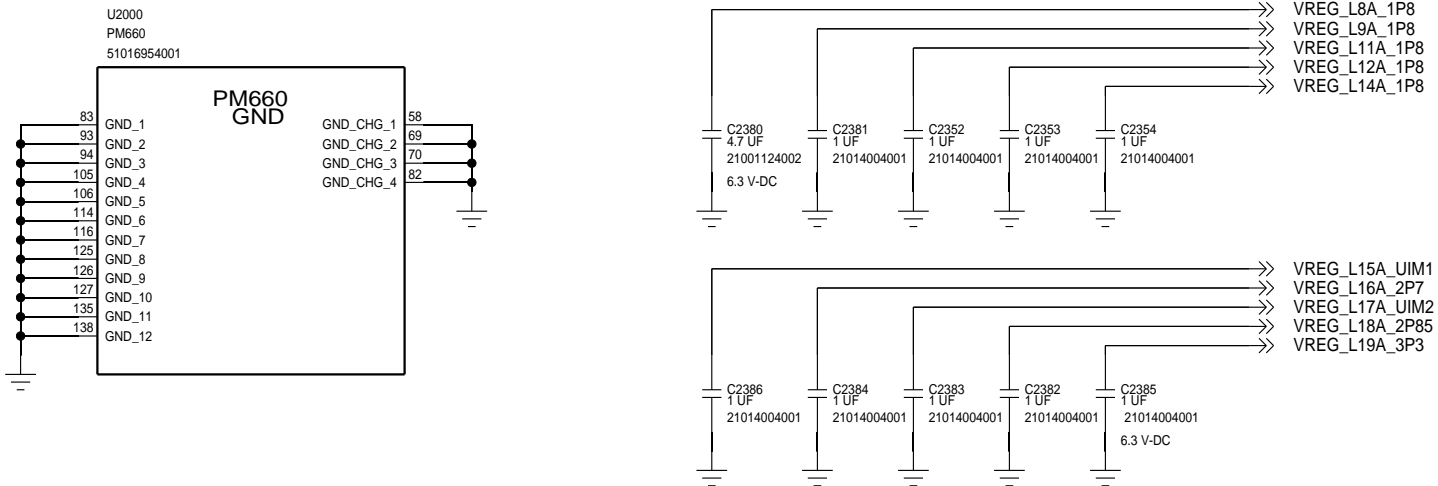 U2000
PM660
51016954001
PM660
GND
83 GND_1
93 GND_2
94 GND_3
105 GND_4
106 GND_5
114 GND_6
116 GND_7
125 GND_8
126 GND_9
127 GND_10
135 GND_11
138 GND_12
GND_CHG_1 58
GND_CHG_2 69
GND_CHG_3 70
GND_CHG_4 82
VREG_L8A_1P8
VREG_L9A_1P8
VREG_L11A_1P8
VREG_L12A_1P8
VREG_L14A_1P8
C2380
4.7 UF
21001124002
6.3 V-DC
C2381
1 UF
21014004001
C2352
1 UF
21014004001
C2353
1 UF
21014004001
C2354
1 UF
21014004001
VREG_L15A_UIM1
VREG_L16A_2P7
VREG_L17A_UIM2
VREG_L18A_2P85
VREG_L19A_3P3
C2386
1 UF
21014004001
C2384
1 UF
21014004001
C2383
1 UF
21014004001
C2382
1 UF
21014004001
C2385
1 UF
21014004001
6.3 V-DC